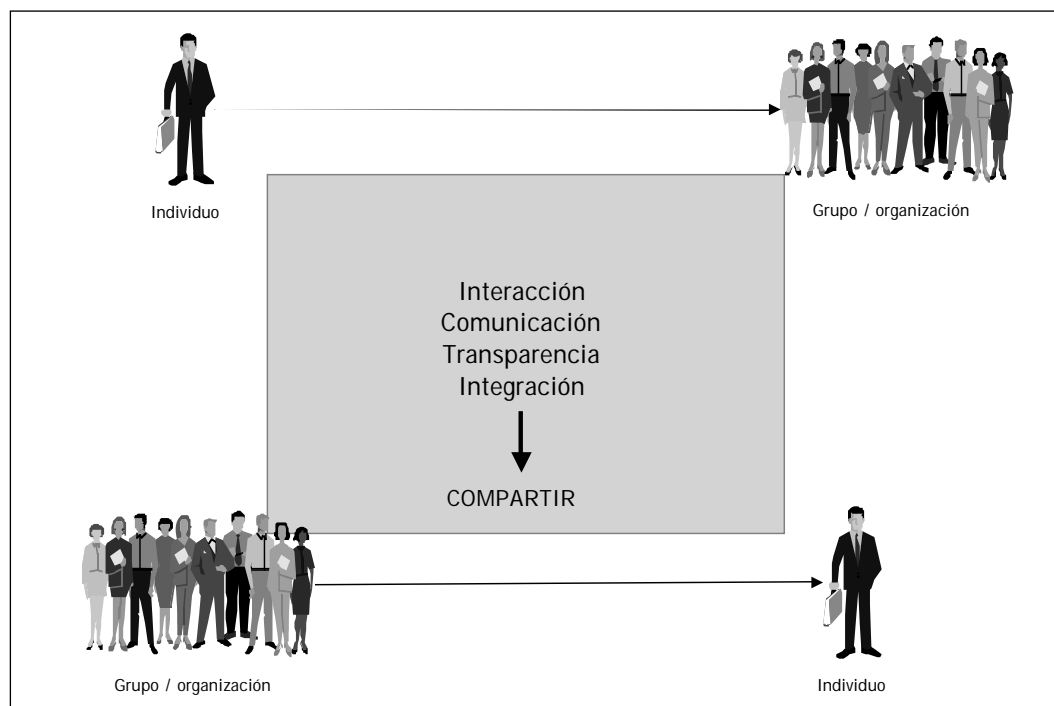 Individuo
Grupo / organización
Interacción
Comunicación
Transparencia
Integración
COMPARTIR
Grupo / organización
Individuo